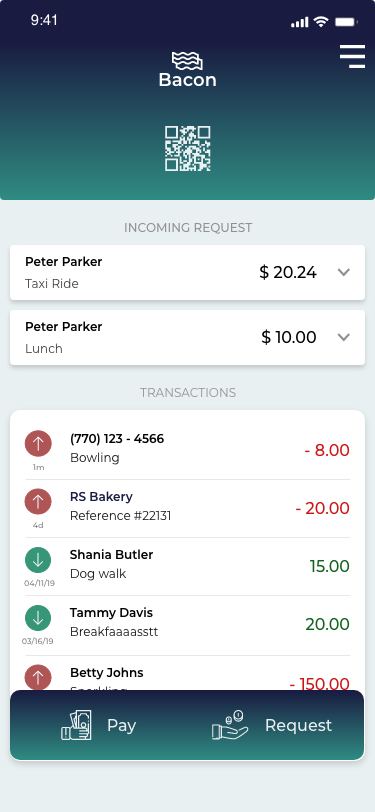 9:41
Bacon
INCOMING REQUEST
Peter Parker
Taxi Ride
$ 20.24
Peter Parker
Lunch
$ 10.00
TRANSACTIONS
(770) 123 - 4566
Bowling
- 8.00
1m
RS Bakery
Reference #22131
- 20.00
4d
Shania Butler
Dog walk
15.00
04/11/19
Tammy Davis
Breakfaaaasstt
20.00
03/16/19
Betty Johns
- 150.00
Pay
Request